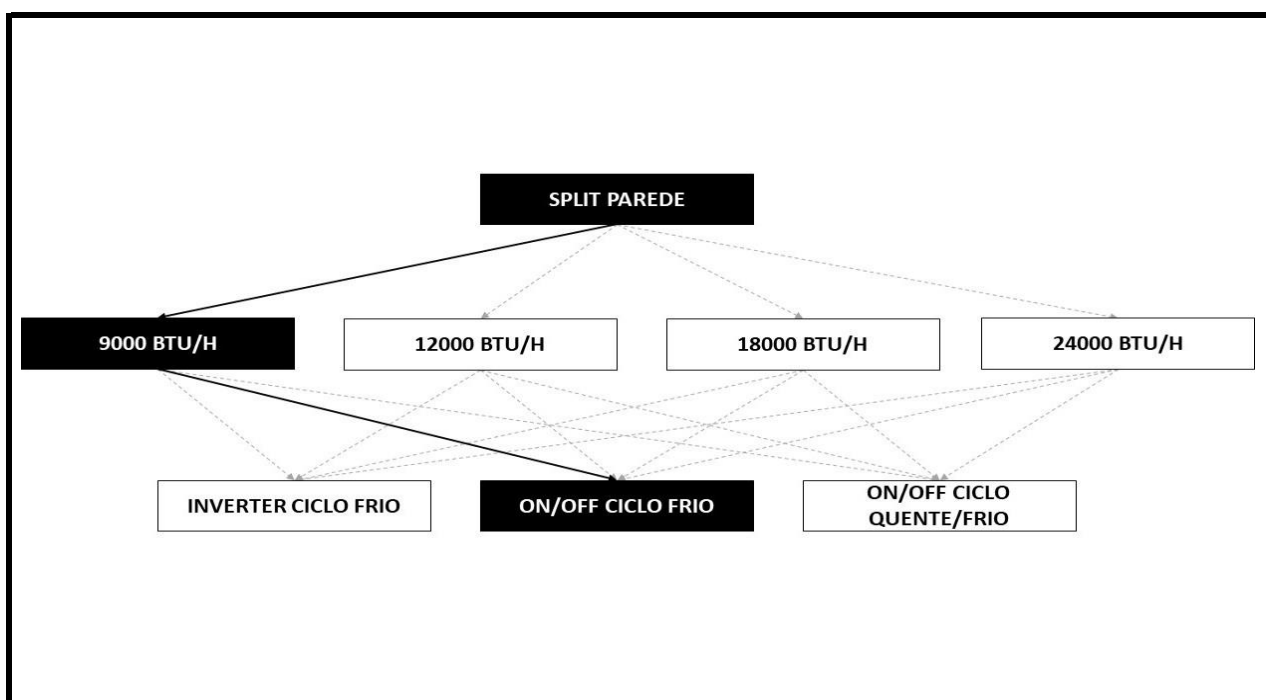 SPLIT PAREDE
9000 BTU/H
12000 BTU/H
18000 BTU/H
24000 BTU/H
INVERTER CICLO FRIO
ON/OFF CICLO FRIO
ON/OFF CICLO
QUENTE/FRIO